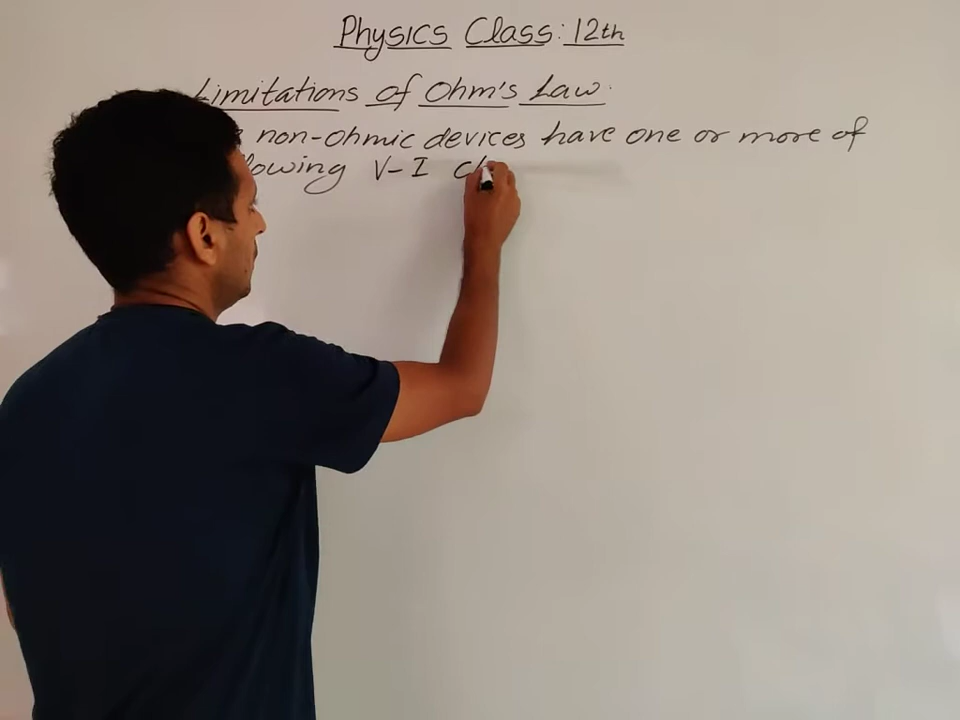 Physics Class: 12th
Limitations of Ohm's Law.
non-ohmic devices have one or more of
V-I